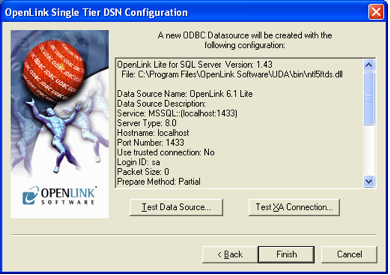 OpenLink Single Tier DSN Configuration
A new ODBC Datasource will be created with the
following configuration:
OpenLink Lite for SQL Server Version: 1.43
File: C:\Program Files\OpenLink Software\UDA\bin\ntl5ftds.dll
Data Source Name: OpenLink 6.1 Lite
Data Source Description:
Service: MSSQL::(localhost:1433)
Server Type: 8.0
Hostname: localhost
Port Number: 1433
Use trusted connection: No
Login ID: sa
Packet Size: 0
Prepare Method: Partial
OPENLINK
SOFTWARE
Test Data Source...
Test XA Connection...
< Back
Finish
Cancel